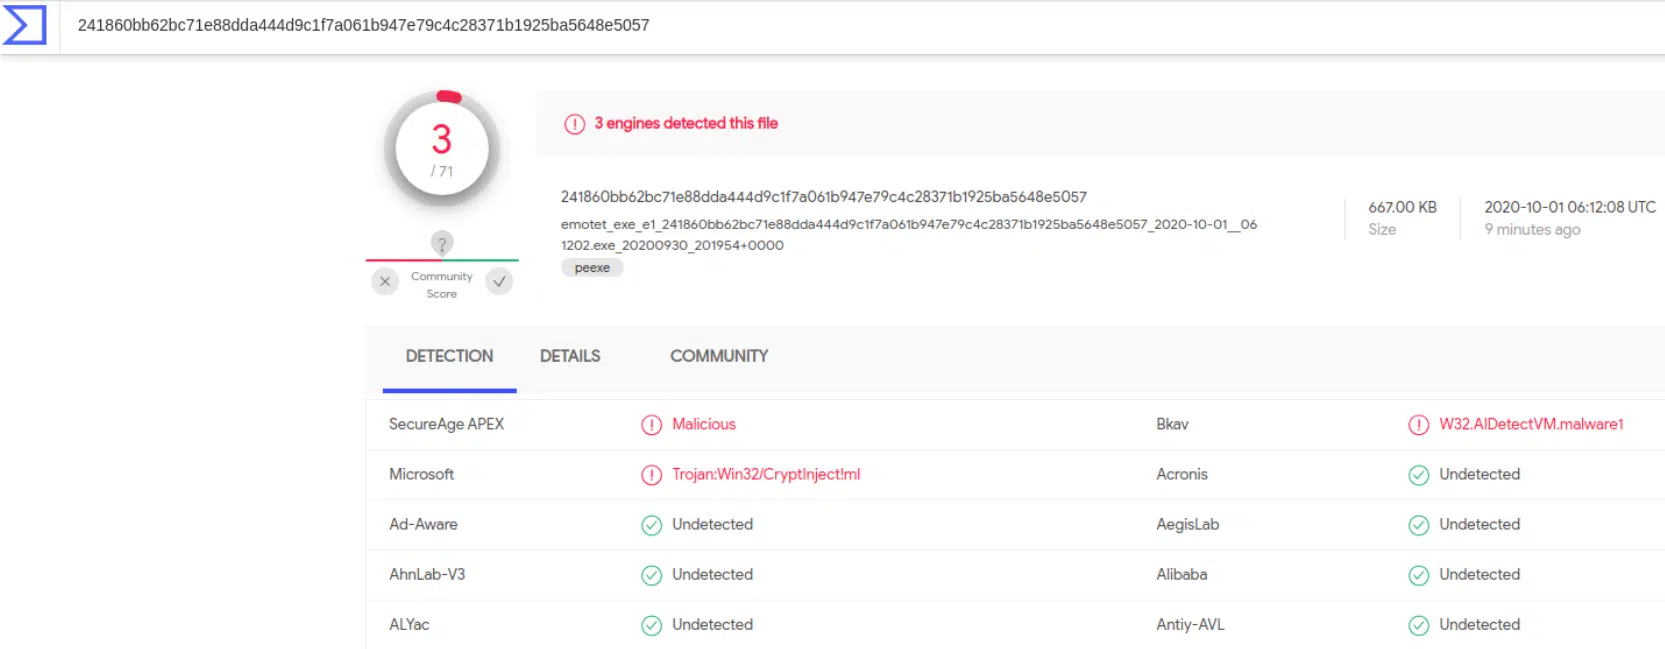 241860bb62bc71e88dda444d9c1f7a061b947e79c4c28371b1925ba5648e5057
3
/ 71
3 engines detected this file
241860bb62bc71e88dda444d9c1f7a061b947e79c4c28371b1925ba5648e5057
emotet_exe_e1_241860bb62bc71e88dda444d9c1f7a061b947e79c4c28371b1925ba5648e5057_2020-10-01__06
1202.exe_20200930_201954+0000
peexe
667.00 KB
Size
2020-10-01 06:12:08 UTC
9 minutes ago
?
Community
Score
DETECTION DETAILS COMMUNITY
SecureAge APEX Malicious Bkav W32.AIDetectVM.malware1
Microsoft Trojan:Win32/CryptInject!ml Acronis Undetected
Ad-Aware Undetected AegisLab Undetected
AhnLab-V3 Undetected Alibaba Undetected
ALYac Undetected Antiy-AVL Undetected